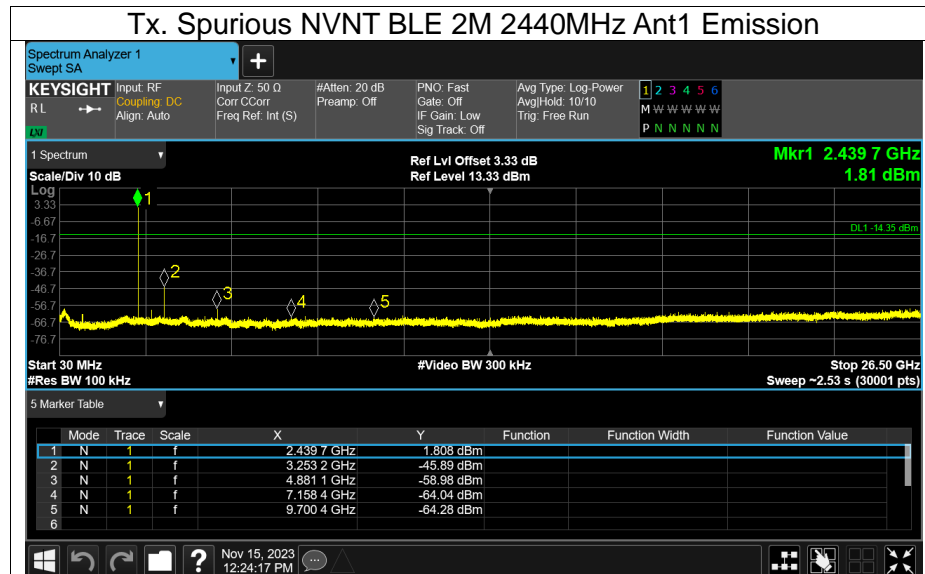 Tx. Spurious NVNT BLE 2M 2440MHz Ant1 Emission
Spectrum Analyzer 1
Swept SA
+
KEYSIGHT Input: RF Input Z: 50 Ω #Atten: 20 dB PNO: Fast Avg Type: Log-Power 1 2 3 4 5 6
R L Coupling: DC Corr CCorr Preamp: Off Gate: Off Avg|Hold: 10/10 M W W W W W
Align: Auto Freq Ref: Int (S) IF Gain: Low Trig: Free Run
LXI Sig Track: Off P N N N N N
1 Spectrum Ref Lvl Offset 3.33 dB Mkr1 2.439 7 GHz
Scale/Div 10 dB Ref Level 13.33 dBm 1.81 dBm
Log
1
3.33
-6.67
DL1 -14.35 dBm
-16.7
-26.7
-36.7
2
-46.7
3
-56.7
4
5
-66.7
-76.7
Start 30 MHz #Video BW 300 kHz Stop 26.50 GHz
#Res BW 100 kHz Sweep ~2.53 s (30001 pts)
5 Marker Table
Mode Trace Scale X Y Function Function Width Function Value
1 N 1 f 2.439 7 GHz 1.808 dBm
2 N 1 f 3.253 2 GHz -45.89 dBm
3 N 1 f 4.881 1 GHz -58.98 dBm
4 N 1 f 7.158 4 GHz -64.04 dBm
5 N 1 f 9.700 4 GHz -64.28 dBm
6
? Nov 15, 2023
12:24:17 PM